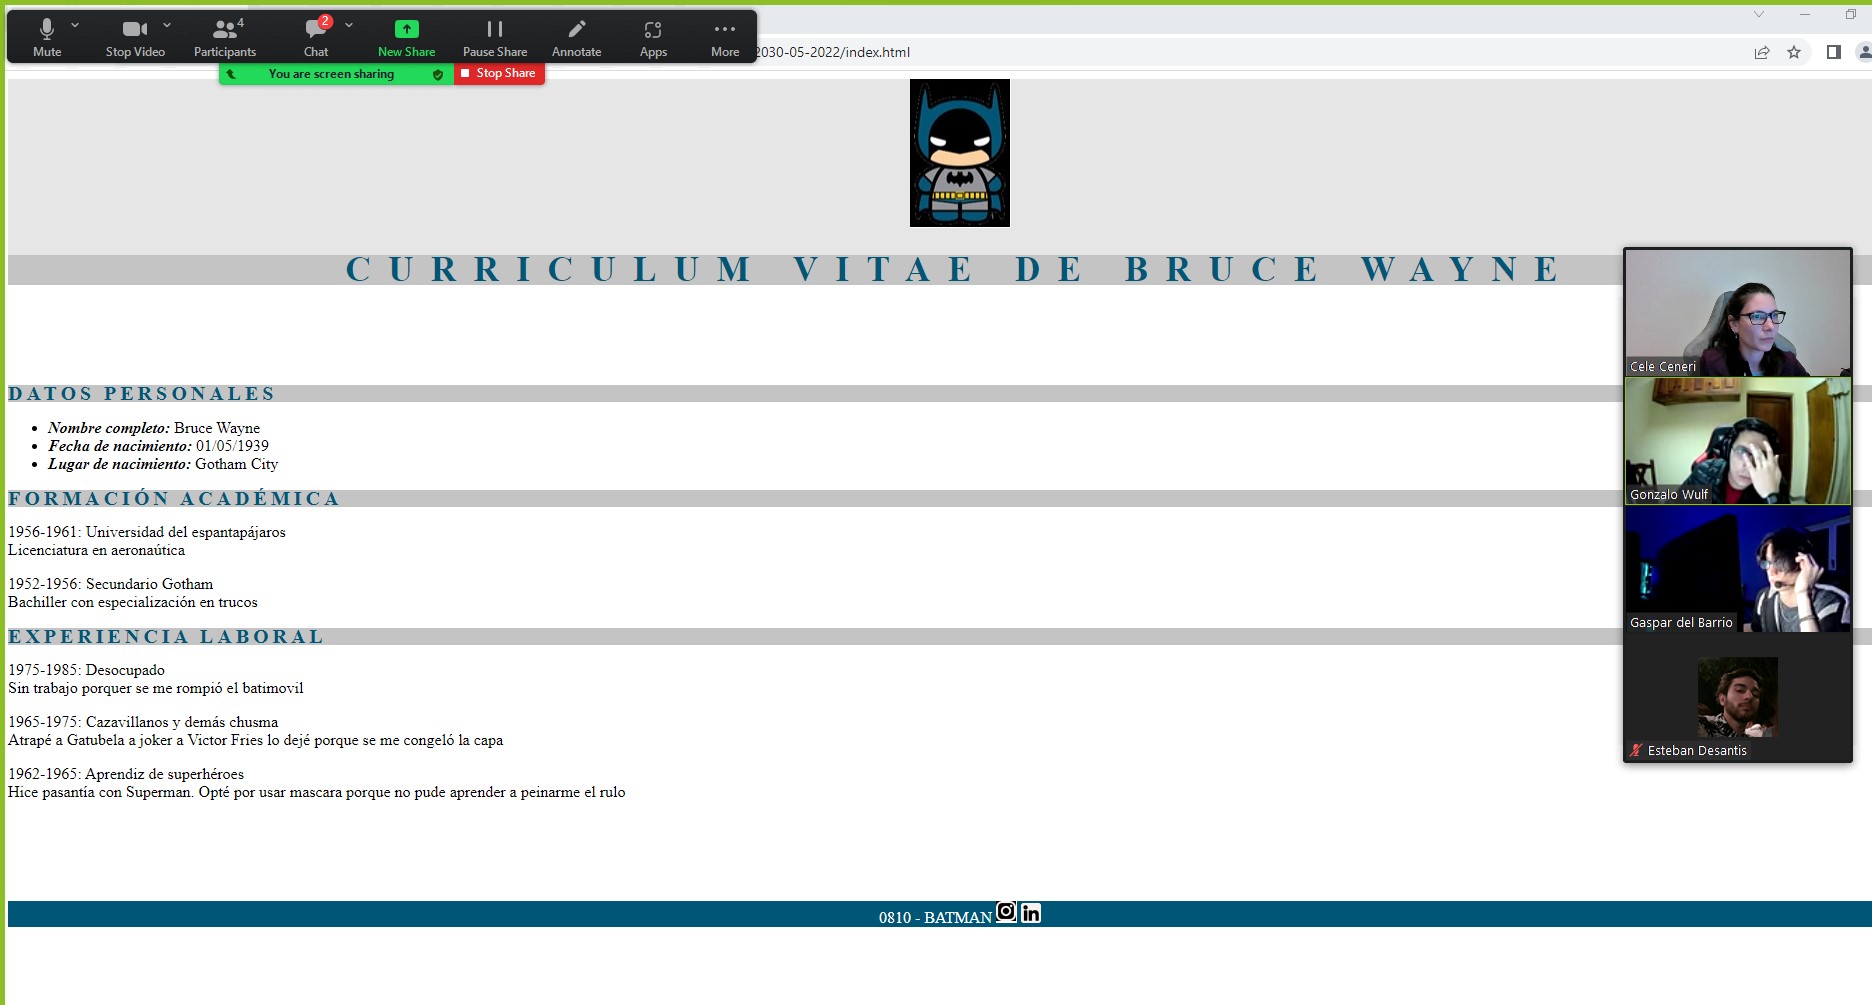 4
2
Mute
Stop Video
Participants
Chat
New Share
Pause Share
Annotate
Apps
More
2030-05-2022/index.html
You are screen sharing
Stop Share
CURRICULUM VITAE DE BRUCE WAYNE
DATOS PERSONALES
Nombre completo: Bruce Wayne
Fecha de nacimiento: 01/05/1939
Lugar de nacimiento: Gotham City
FORMACIÓN ACADÉMICA
1956-1961: Universidad del espantapájaros
Licenciatura en aeronaútica
1952-1956: Secundario Gotham
Bachiller con especialización en trucos
EXPERIENCIA LABORAL
1975-1985: Desocupado
Sin trabajo porquer se me rompió el batimovil
1965-1975: Cazavillanos y demás chusma
Atrapé a Gatubela a joker a Victor Fries lo dejé porque se me congeló la capa
1962-1965: Aprendiz de superhéroes
Hice pasantía con Superman. Opté por usar mascara porque no pude aprender a peinarme el rulo
0810 - BATMAN
in
Cele Ceneri
Gonzalo Wulf
Gaspar del Barrio
Esteban Desantis